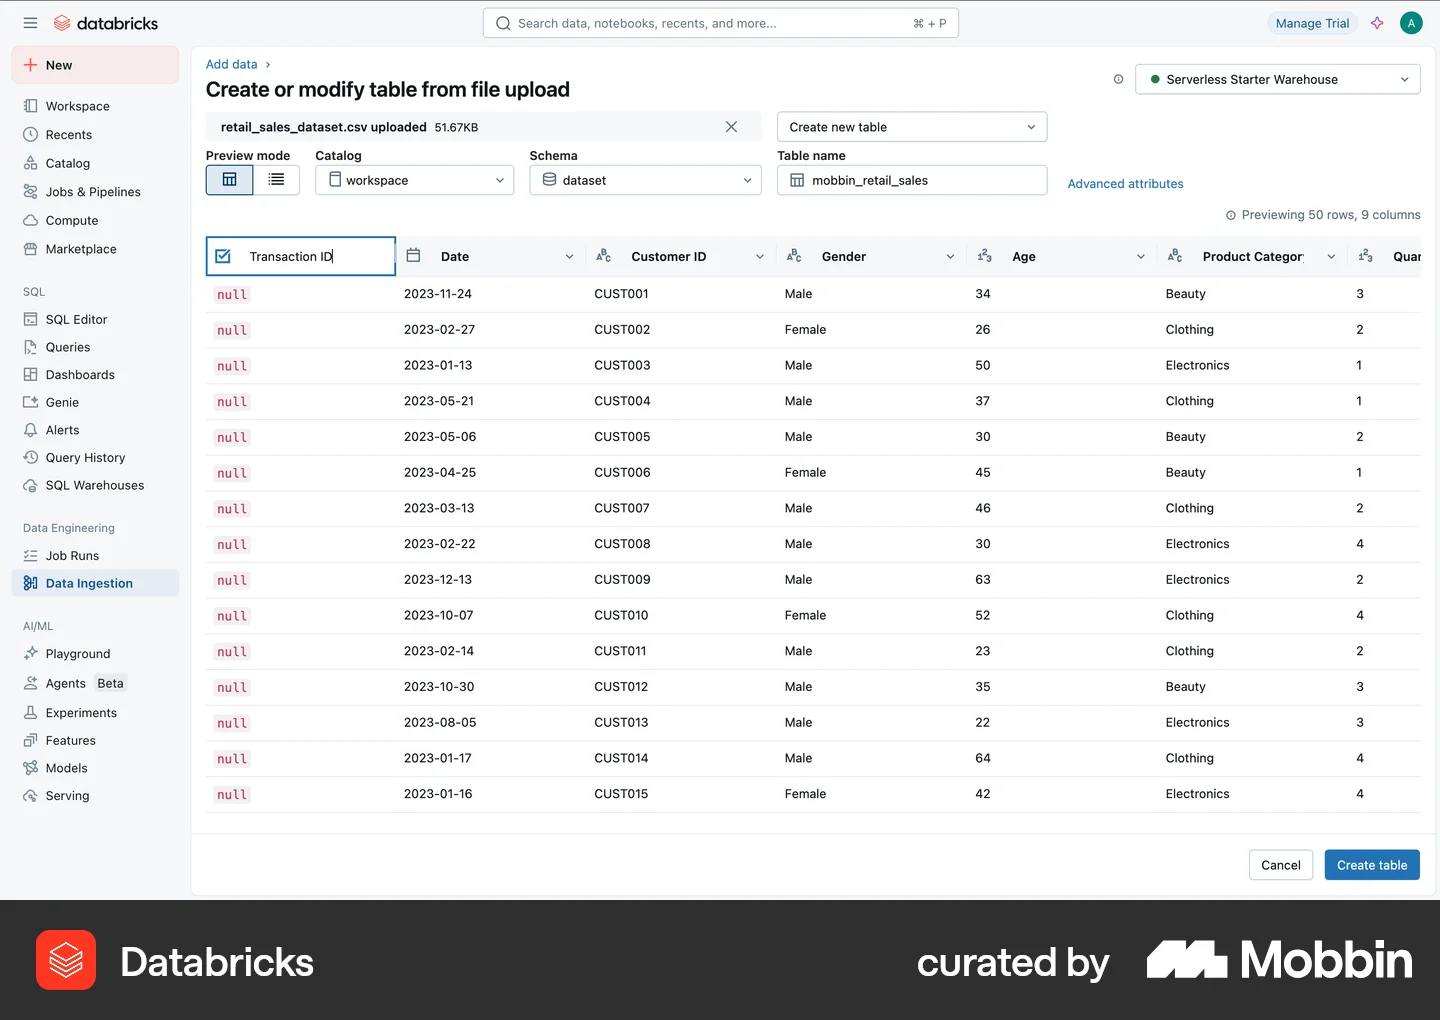 databricks
Search data, notebooks, recents, and more...
⌘ + P
Manage Trial
A
New
Workspace
Recents
Catalog
Jobs & Pipelines
Compute
Marketplace
SQL
SQL Editor
Queries
Dashboards
Genie
Alerts
Query History
SQL Warehouses
Data Engineering
Job Runs
Data Ingestion
AI/ML
Playground
Agents Beta
Experiments
Features
Models
Serving
Add data ›
Create or modify table from file upload
Serverless Starter Warehouse
retail_sales_dataset.csv uploaded 51.67KB
Create new table
Preview mode Catalog Schema Table name
workspace dataset mobbin_retail_sales Advanced attributes
Previewing 50 rows, 9 columns
Transaction ID Date Customer ID Gender Age Product Categor Quar
null 2023-11-24 CUST001 Male 34 Beauty 3
null 2023-02-27 CUST002 Female 26 Clothing 2
null 2023-01-13 CUST003 Male 50 Electronics 1
null 2023-05-21 CUST004 Male 37 Clothing 1
null 2023-05-06 CUST005 Male 30 Beauty 2
null 2023-04-25 CUST006 Female 45 Beauty 1
null 2023-03-13 CUST007 Male 46 Clothing 2
null 2023-02-22 CUST008 Male 30 Electronics 4
null 2023-12-13 CUST009 Male 63 Electronics 2
null 2023-10-07 CUST010 Female 52 Clothing 4
null 2023-02-14 CUST011 Male 23 Clothing 2
null 2023-10-30 CUST012 Male 35 Beauty 3
null 2023-08-05 CUST013 Male 22 Electronics 3
null 2023-01-17 CUST014 Male 64 Clothing 4
null 2023-01-16 CUST015 Female 42 Electronics 4
Cancel Create table
Databricks
curated by Mobbin